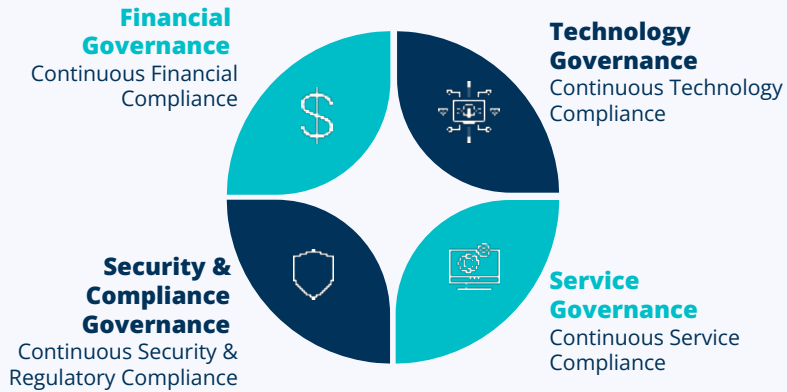 Financial
Governance
Continuous Financial
Compliance
Technology
Governance
Continuous Technology
Compliance
Security &
Compliance
Governance
Continuous Security &
Regulatory Compliance
Service
Governance
Continuous Service
Compliance